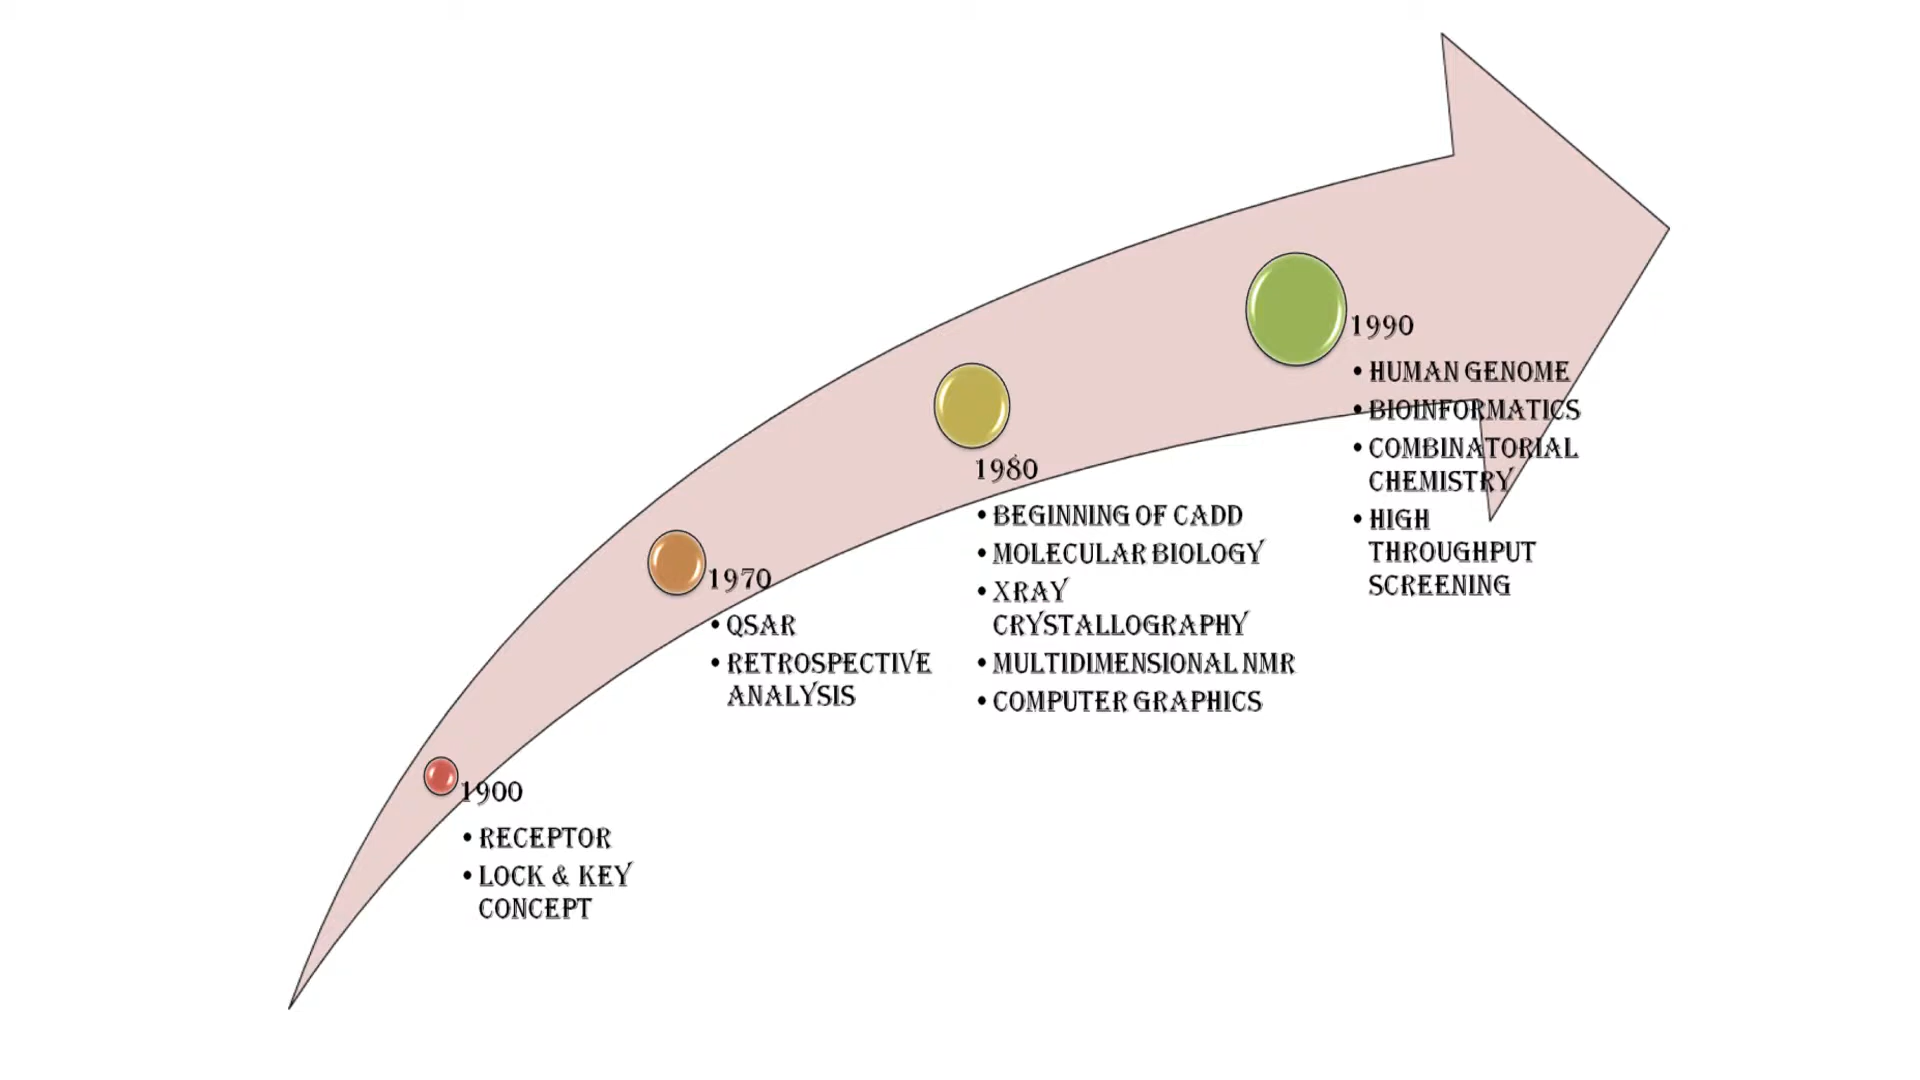 1900
• RECEPTOR
• LOCK & KEY
CONCEPT
1970
• QSAR
• RETROSPECTIVE
ANALYSIS
1980
• BEGINNING OF CADD
• MOLECULAR BIOLOGY
• XRAY
CRYSTALLOGRAPHY
• MULTIDIMENSIONAL NMR
• COMPUTER GRAPHICS
1990
• HUMAN GENOME
• BIOINFORMATICS
• COMBINATORIAL
CHEMISTRY
• HIGH
THROUGHPUT
SCREENING